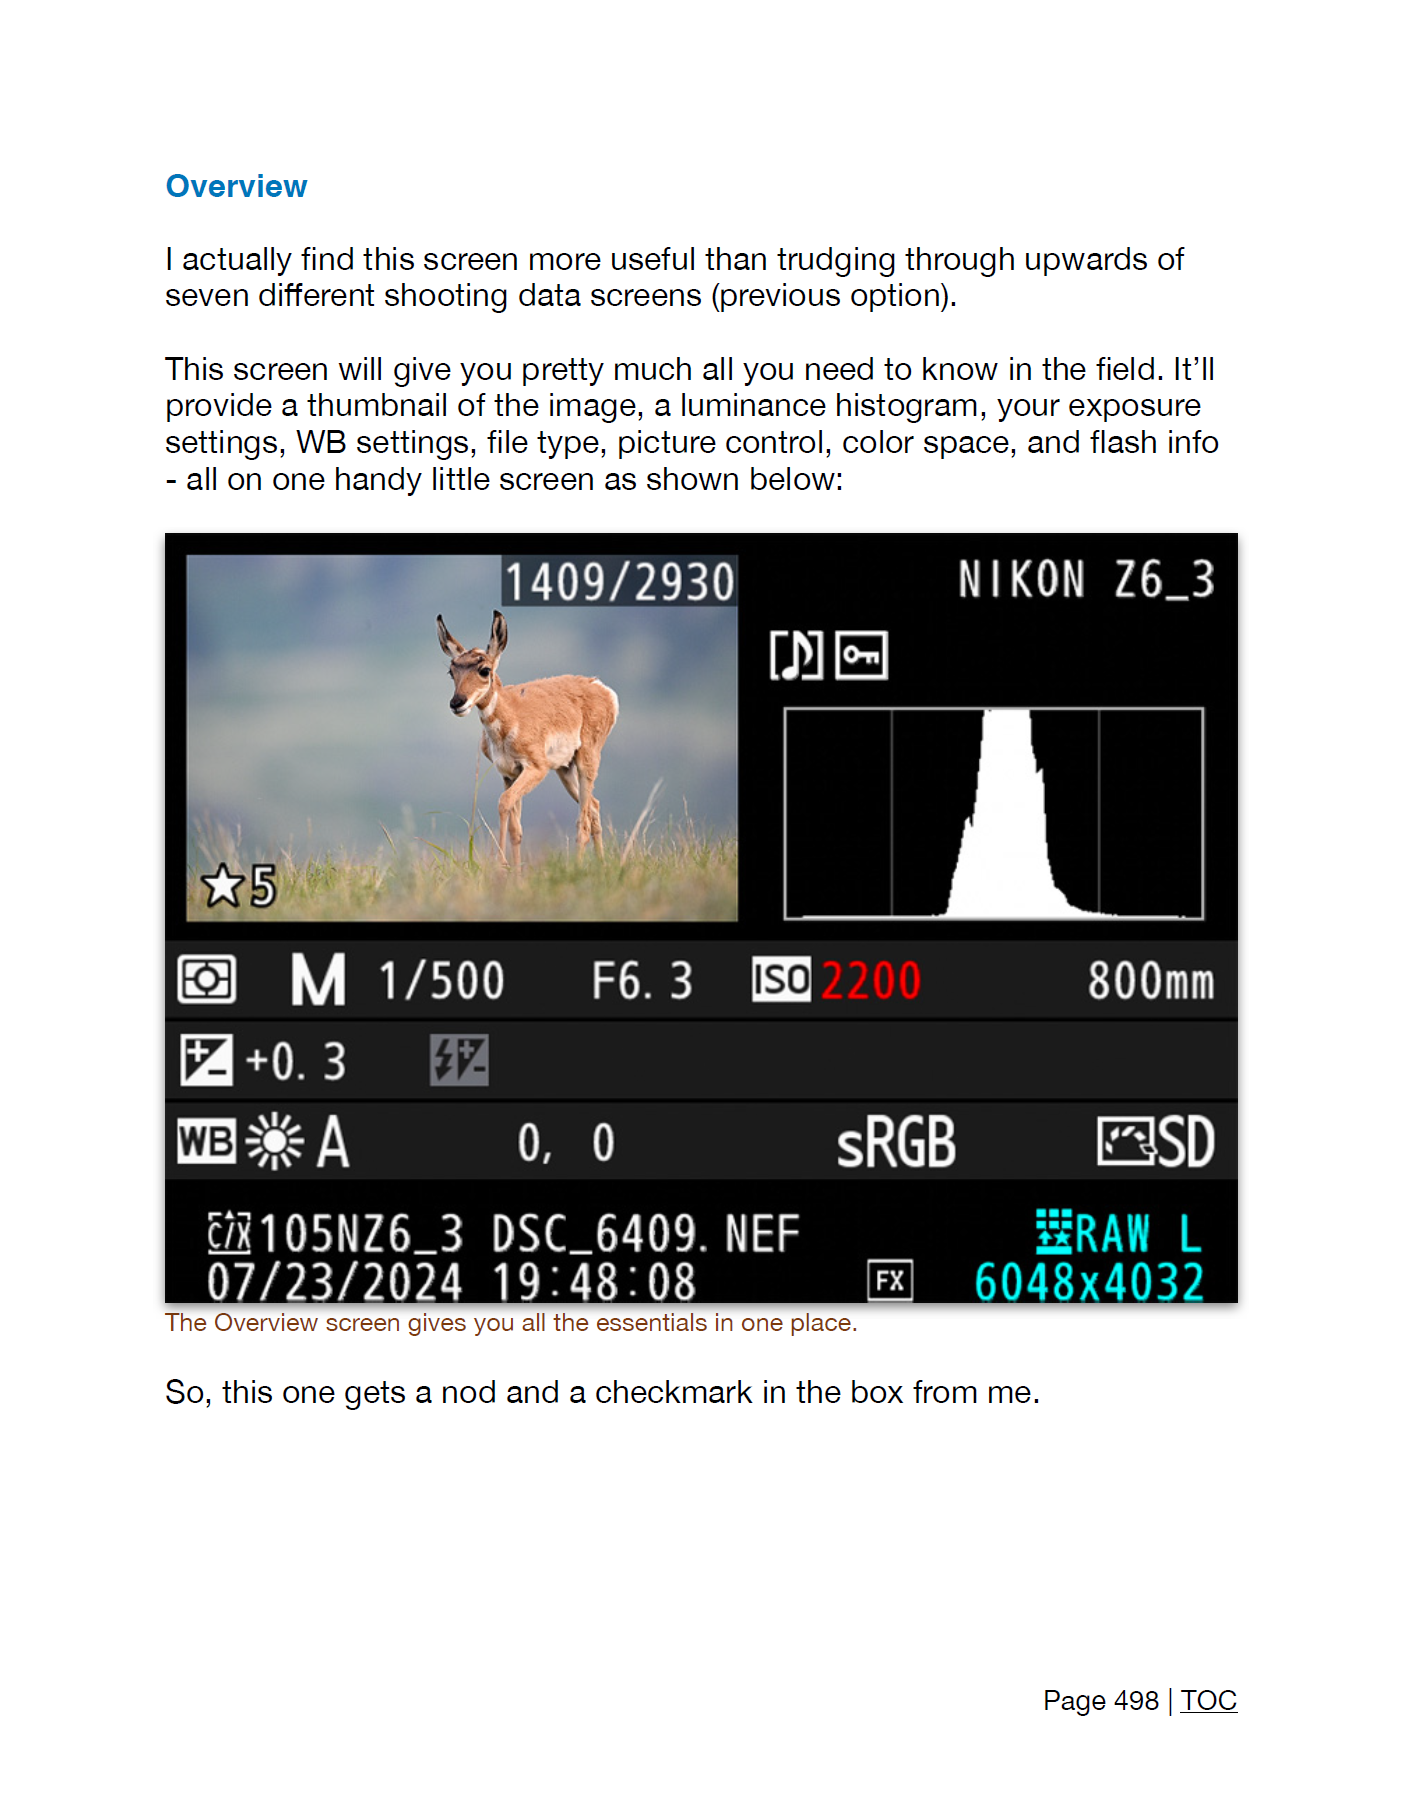 Overview
I actually find this screen more useful than trudging through upwards of
seven different shooting data screens (previous option).
This screen will give you pretty much all you need to know in the field. It’ll
provide a thumbnail of the image, a luminance histogram, your exposure
settings, WB settings, file type, picture control, color space, and flash info
- all on one handy little screen as shown below:
1409/2930
NIKON Z6_3
★5
M 1/500 F6.3 ISO 2200 800mm
+0.3
WB A 0, 0 sRGB SD
C/X 105NZ6_3 DSC_6409.NEF RAW L
07/23/2024 19:48:08 FX 6048x4032
The Overview screen gives you all the essentials in one place.
So, this one gets a nod and a checkmark in the box from me.
Page 498 | TOC